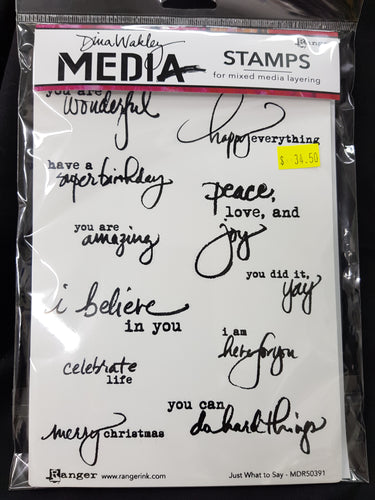 Dina Wakley
MEDIA
Ranger
STAMPS
for mixed media layering
you are
wonderful
happy everything
$ 34.50
have a
super birthday
peace,
love, and
joy
you are
amazing
you did it,
yay
i believe
in you
i am
here for you
celebrate
life
you can
do hard things
merry christmas
Ranger www.rangerink.com
Just What to Say - MDR50391